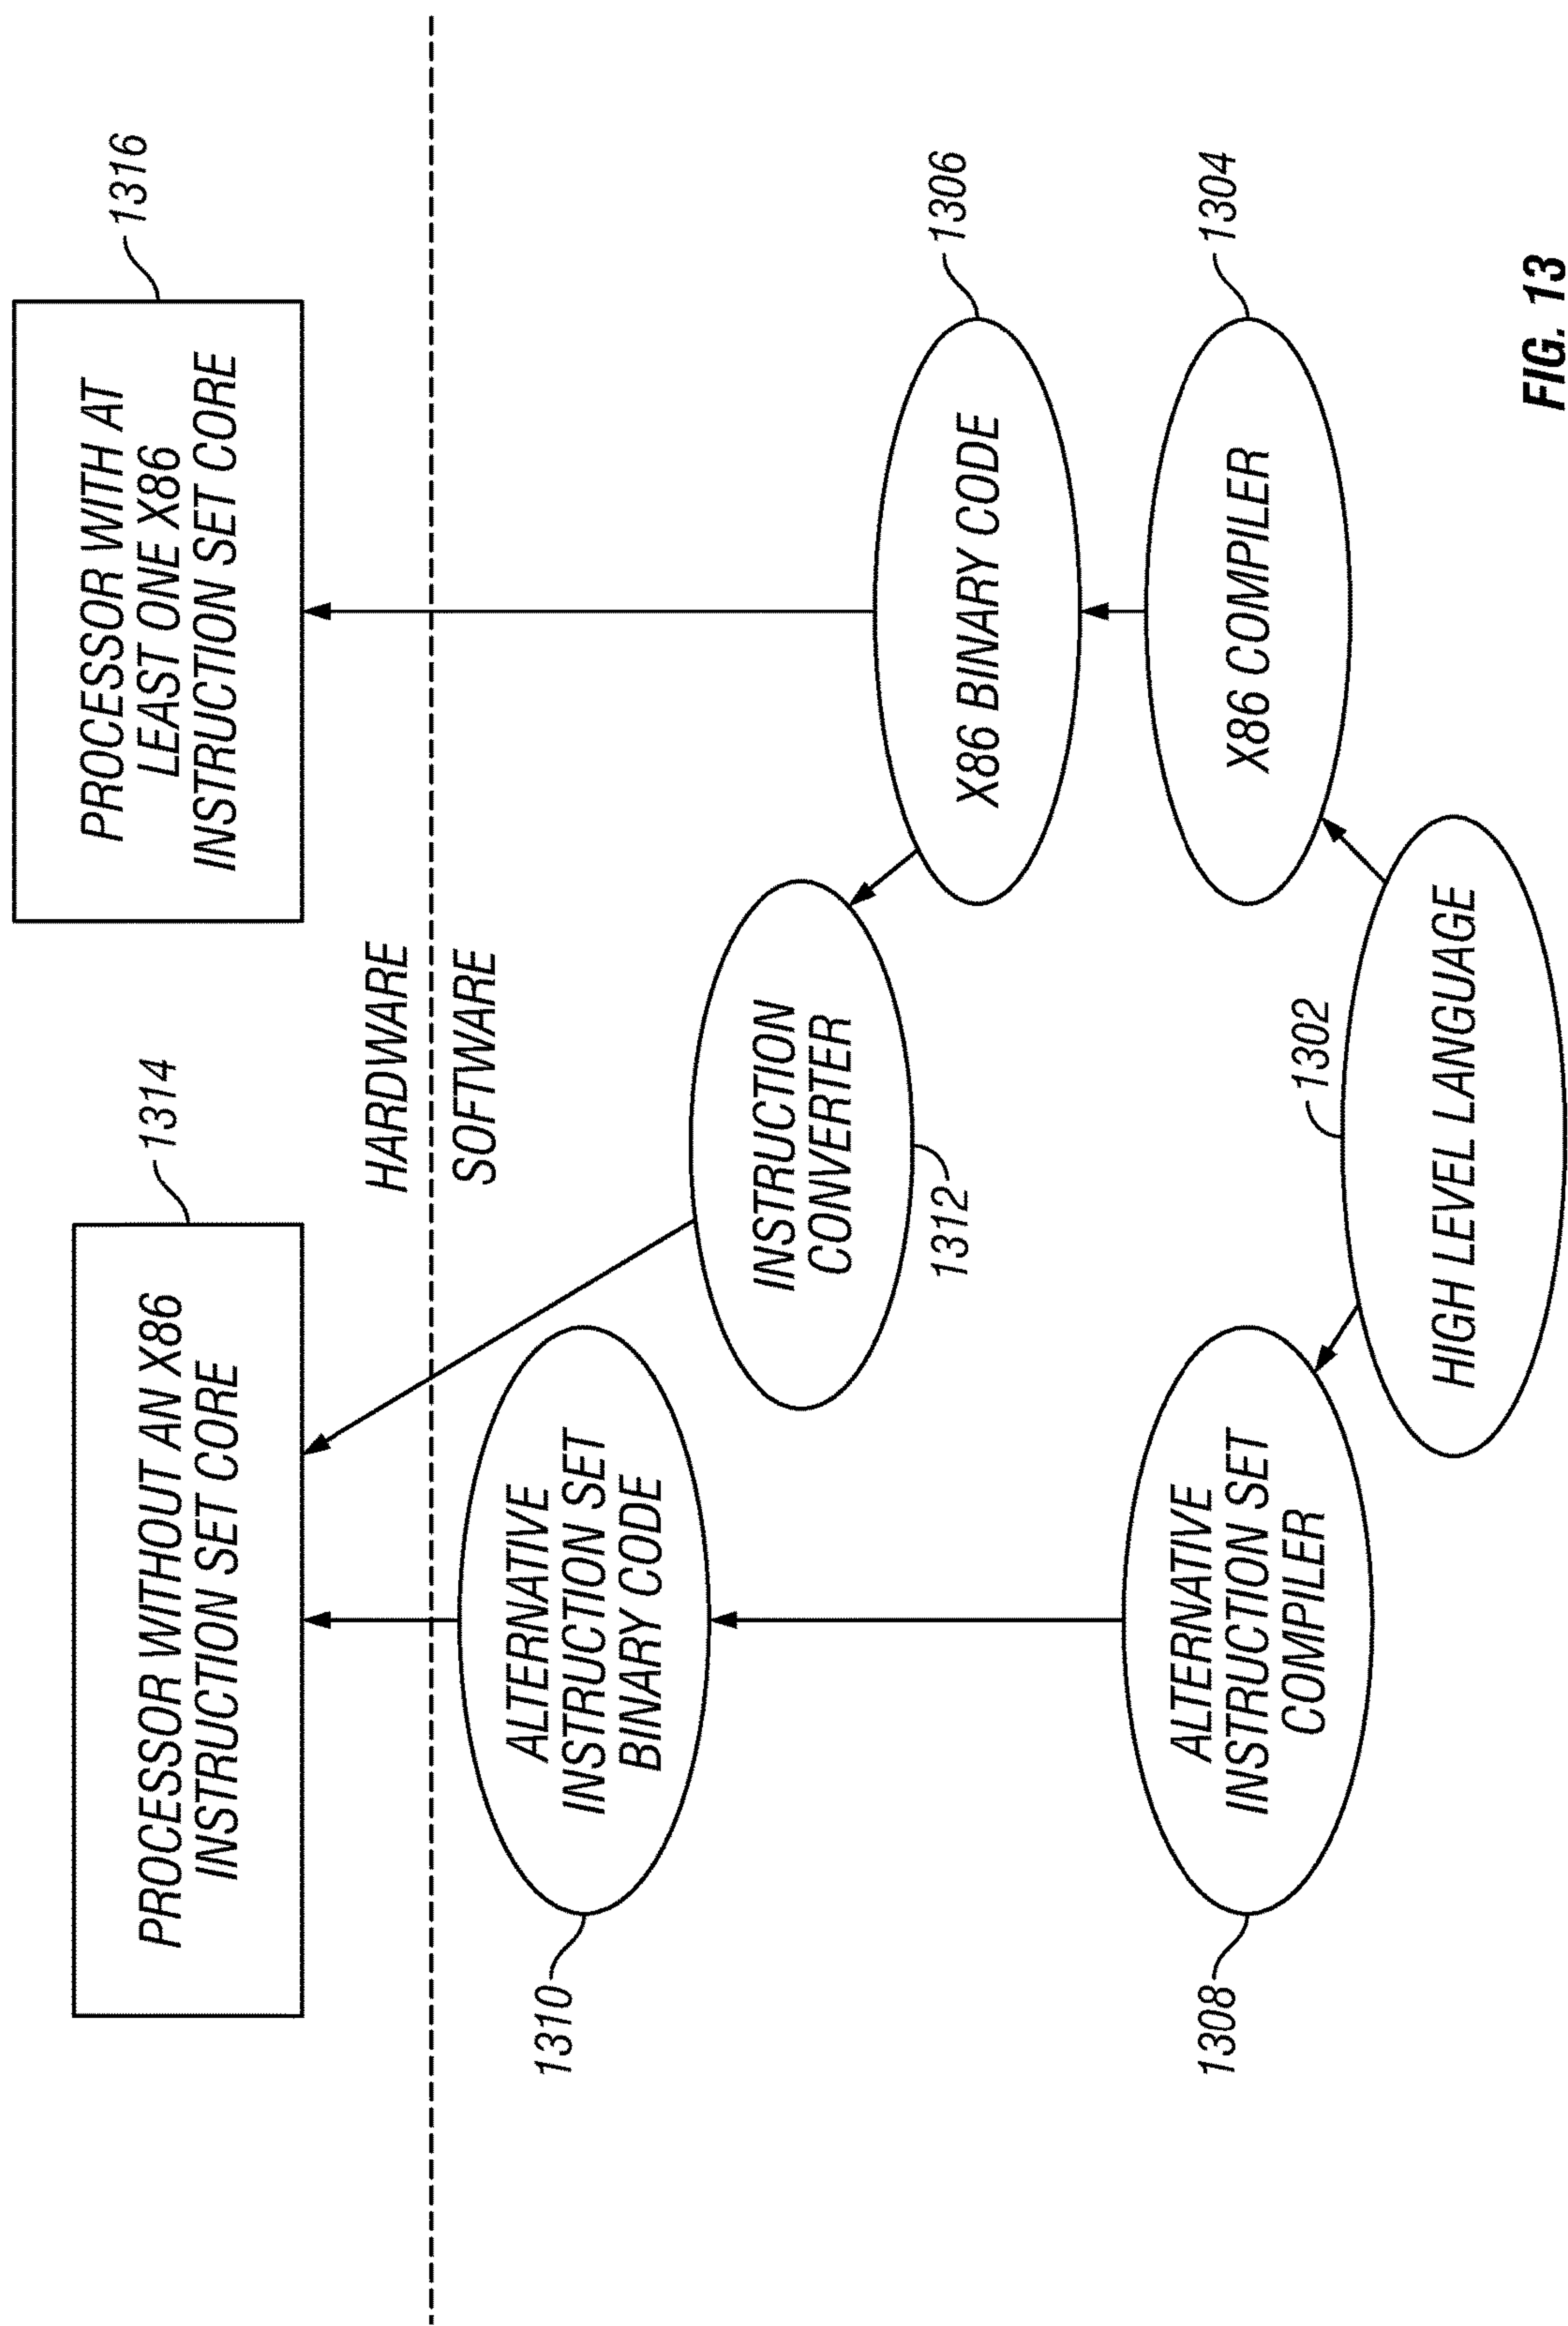 PROCESSOR WITHOUT AN X86
INSTRUCTION SET CORE
1314
PROCESSOR WITH AT
LEAST ONE X86
INSTRUCTION SET CORE
1316
HARDWARE
SOFTWARE
1310
ALTERNATIVE
INSTRUCTION SET
BINARY CODE
INSTRUCTION
CONVERTER
1312
X86 BINARY CODE
1306
1308
ALTERNATIVE
INSTRUCTION SET
COMPILER
X86 COMPILER
1304
1302
HIGH LEVEL LANGUAGE
FIG. 13